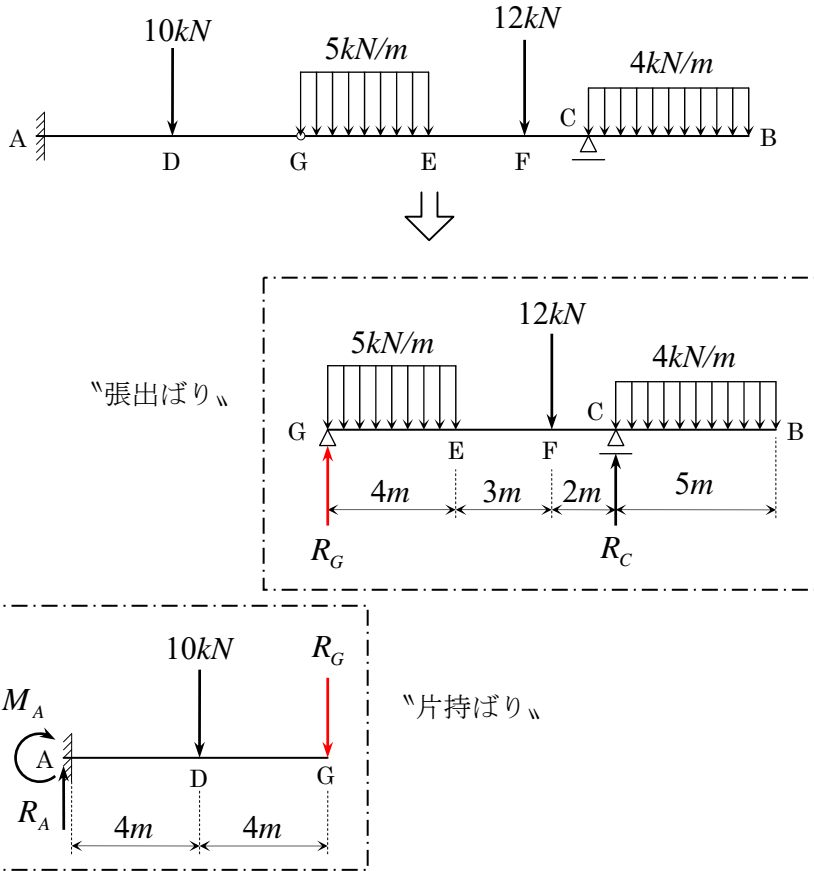 10kN
5kN/m
12kN
4kN/m
A
D
G
E
F
C
B
12kN
5kN/m
4kN/m
〝張出ばり〟
G
E
F
C
B
4m
3m
2m
5m
R_G
R_C
10kN
R_G
M_A
〝片持ばり〟
A
D
G
R_A
4m
4m